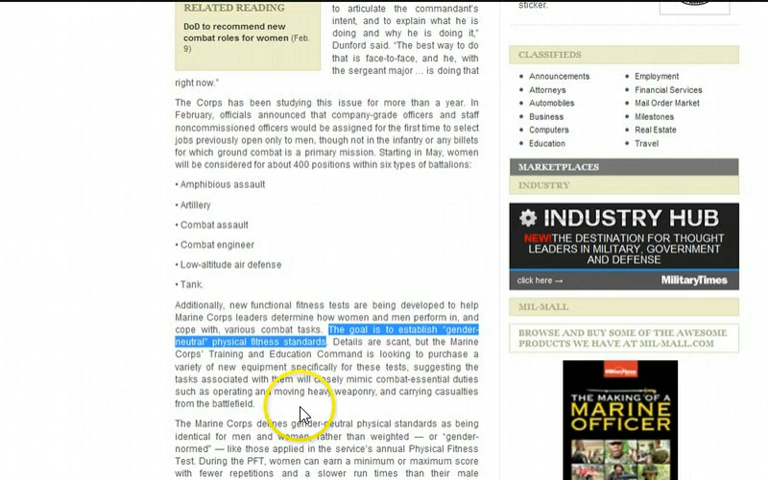 RELATED READING
DoD to recommend new
combat roles for women (Feb.
9)
to articulate the commandant's
intent, and to explain what he is
doing and why he is doing it,"
Dunford said. "The best way to do
that is face-to-face, and he, with
the sergeant major ... is doing that
right now."
The Corps has been studying this issue for more than a year. In
February, officials announced that company-grade officers and staff
noncommissioned officers would be assigned for the first time to select
jobs previously open only to men, though not in the infantry or any billets
for which ground combat is a primary mission. Starting in May, women
will be considered for about 400 positions within six types of battalions:
• Amphibious assault
• Artillery
• Combat assault
• Combat engineer
• Low-altitude air defense
• Tank.
Additionally, new functional fitness tests are being developed to help
Marine Corps leaders determine how women and men perform in, and
cope with, various combat tasks. The goal is to establish "gender-
neutral" physical fitness standards. Details are scant, but the Marine
Corps' Training and Education Command is looking to purchase a
variety of new equipment specifically for these tests, suggesting the
tasks associated with them will closely mimic combat-essential duties
such as operating and moving heavy weaponry, and carrying casualties
from the battlefield.
The Marine Corps defines gender-neutral physical standards as being
identical for men and women, rather than weighted — or "gender-
normed" — like those applied in the service's annual Physical Fitness
Test. During the PFT, women can earn a minimum or maximum score
with fewer repetitions and a slower run times than their male
sticker.
CLASSIFIEDS
• Announcements
• Attorneys
• Automobiles
• Business
• Computers
• Education
• Employment
• Financial Services
• Mail Order Market
• Milestones
• Real Estate
• Travel
MARKETPLACES
INDUSTRY
INDUSTRY HUB
NEW!THE DESTINATION FOR THOUGHT
LEADERS IN MILITARY, GOVERNMENT
AND DEFENSE
click here →
MilitaryTimes
MIL-MALL
BROWSE AND BUY SOME OF THE AWESOME
PRODUCTS WE HAVE AT MIL-MALL.COM
MilitaryTimes
THE MAKING OF A
MARINE
OFFICER